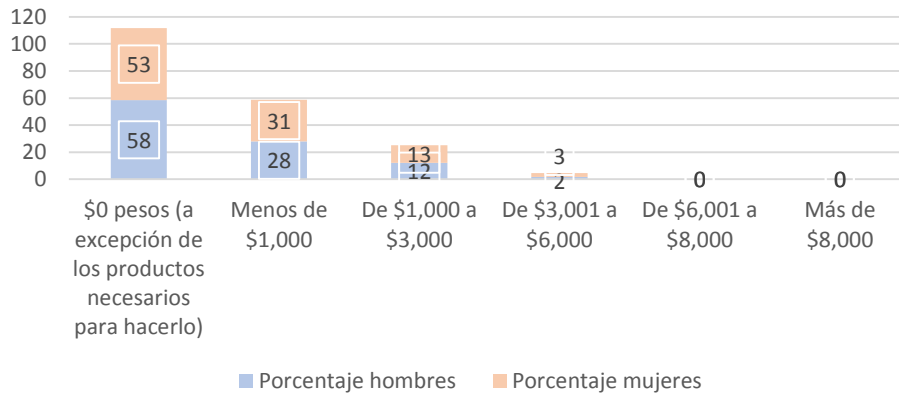 120
100
80
60
40
20
0
53
58
31
28
13
12
3
2
0
0
$0 pesos (a
excepción de
los productos
necesarios
para hacerlo)
Menos de
$1,000
De $1,000 a
$3,000
De $3,001 a
$6,000
De $6,001 a
$8,000
Más de
$8,000
Porcentaje hombres
Porcentaje mujeres